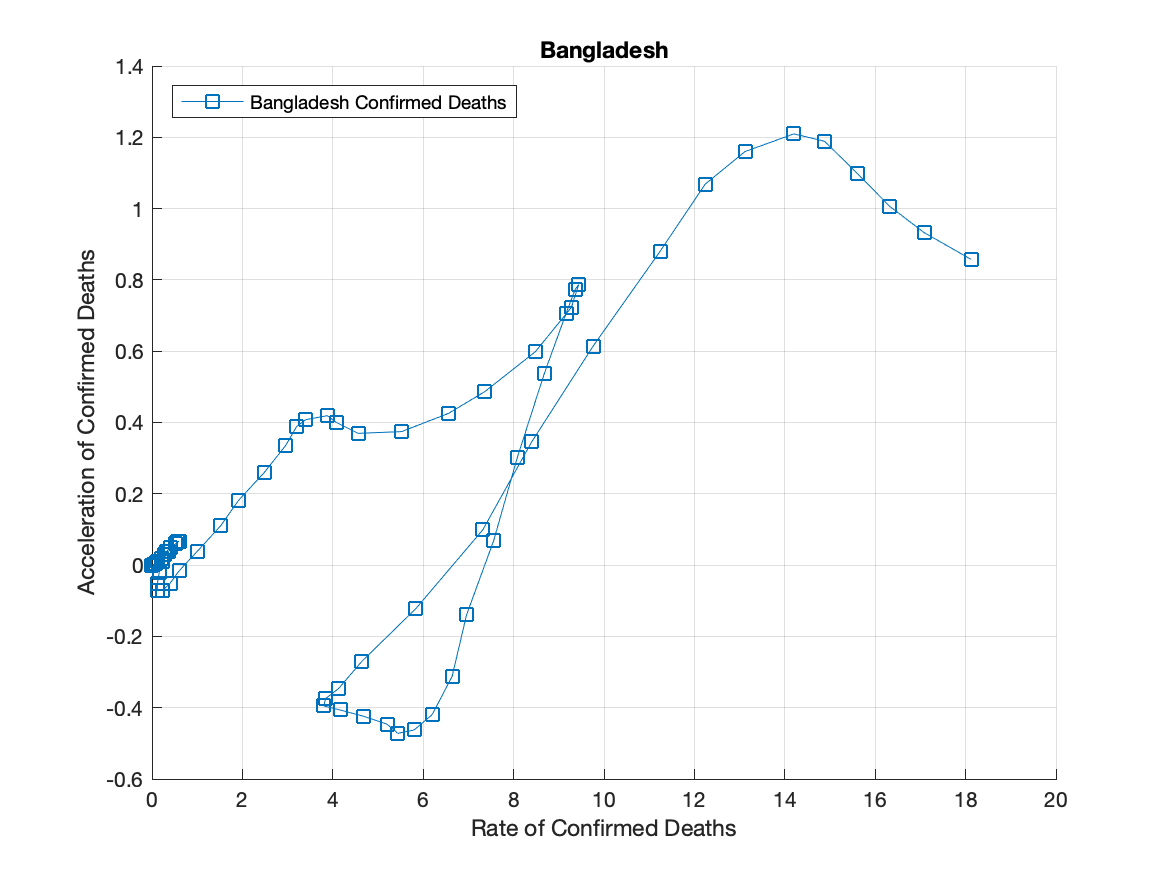 Bangladesh
1.4
Bangladesh Confirmed Deaths
1.2
1
0.8
0.6
0.4
0.2
0
-0.2
-0.4
-0.6
Acceleration of Confirmed Deaths
0 2 4 6 8 10 12 14 16 18 20
Rate of Confirmed Deaths